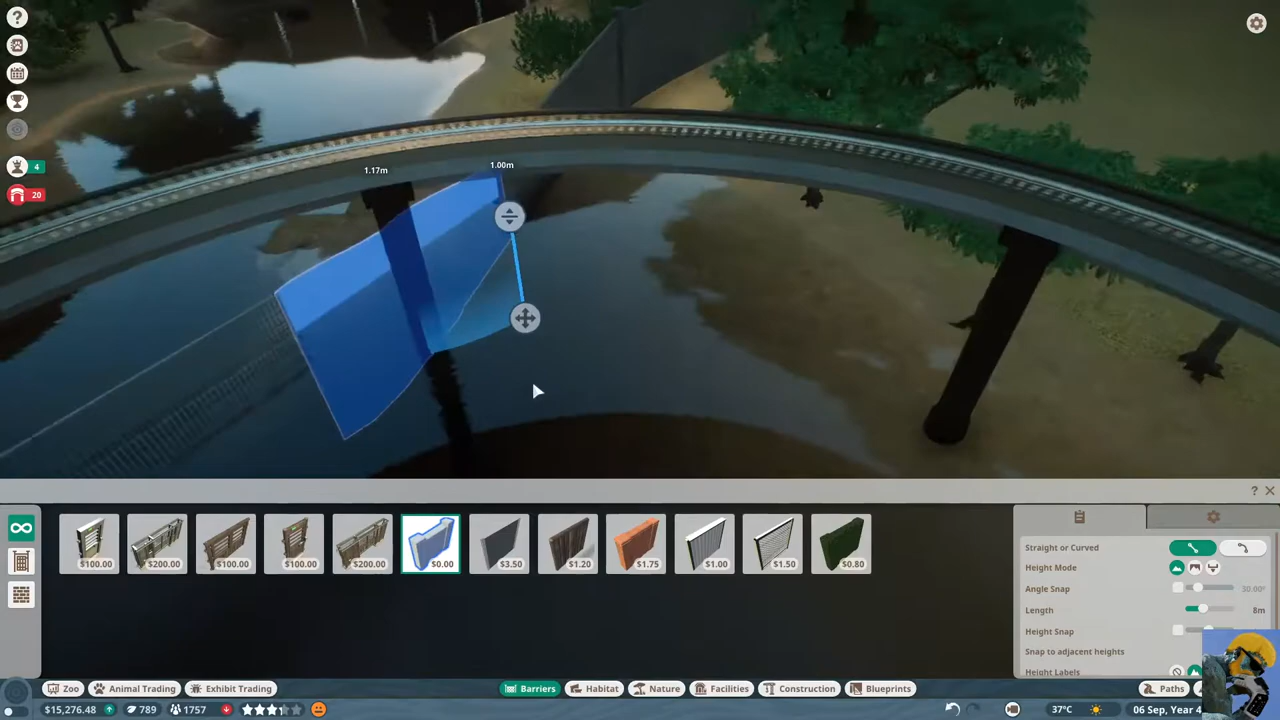 ?
4
20
1.17m
1.00m
?
$100.00
$200.00
$100.00
$100.00
$200.00
$0.00
$3.50
$1.20
$1.75
$1.00
$1.50
$0.80
Straight or Curved
Height Mode
Angle Snap
30.00°
Length
8m
Height Snap
Snap to adjacent heights
Height Labels
Zoo
Animal Trading
Exhibit Trading
Barriers
Habitat
Nature
Facilities
Construction
Blueprints
Paths
$15,276.48
789
1757
37°C
06 Sep, Year 4